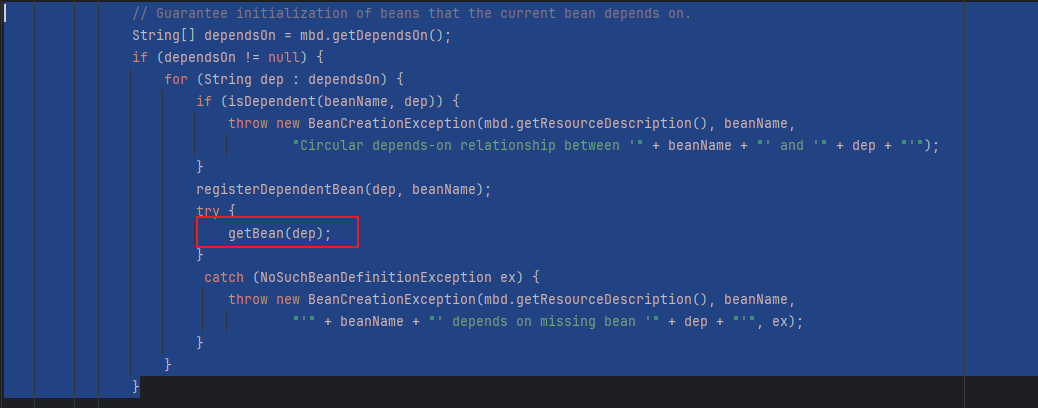 // Guarantee initialization of beans that the current bean depends on.
String[] dependsOn = mbd.getDependsOn();
if (dependsOn != null) {
for (String dep : dependsOn) {
if (isDependent(beanName, dep)) {
throw new BeanCreationException(mbd.getResourceDescription(), beanName,
"Circular depends-on relationship between '" + beanName + "' and '" + dep + "'");
}
registerDependentBean(dep, beanName);
try {
getBean(dep);
}
catch (NoSuchBeanDefinitionException ex) {
throw new BeanCreationException(mbd.getResourceDescription(), beanName,
"'" + beanName + "' depends on missing bean '" + dep + "'", ex);
}
}
}